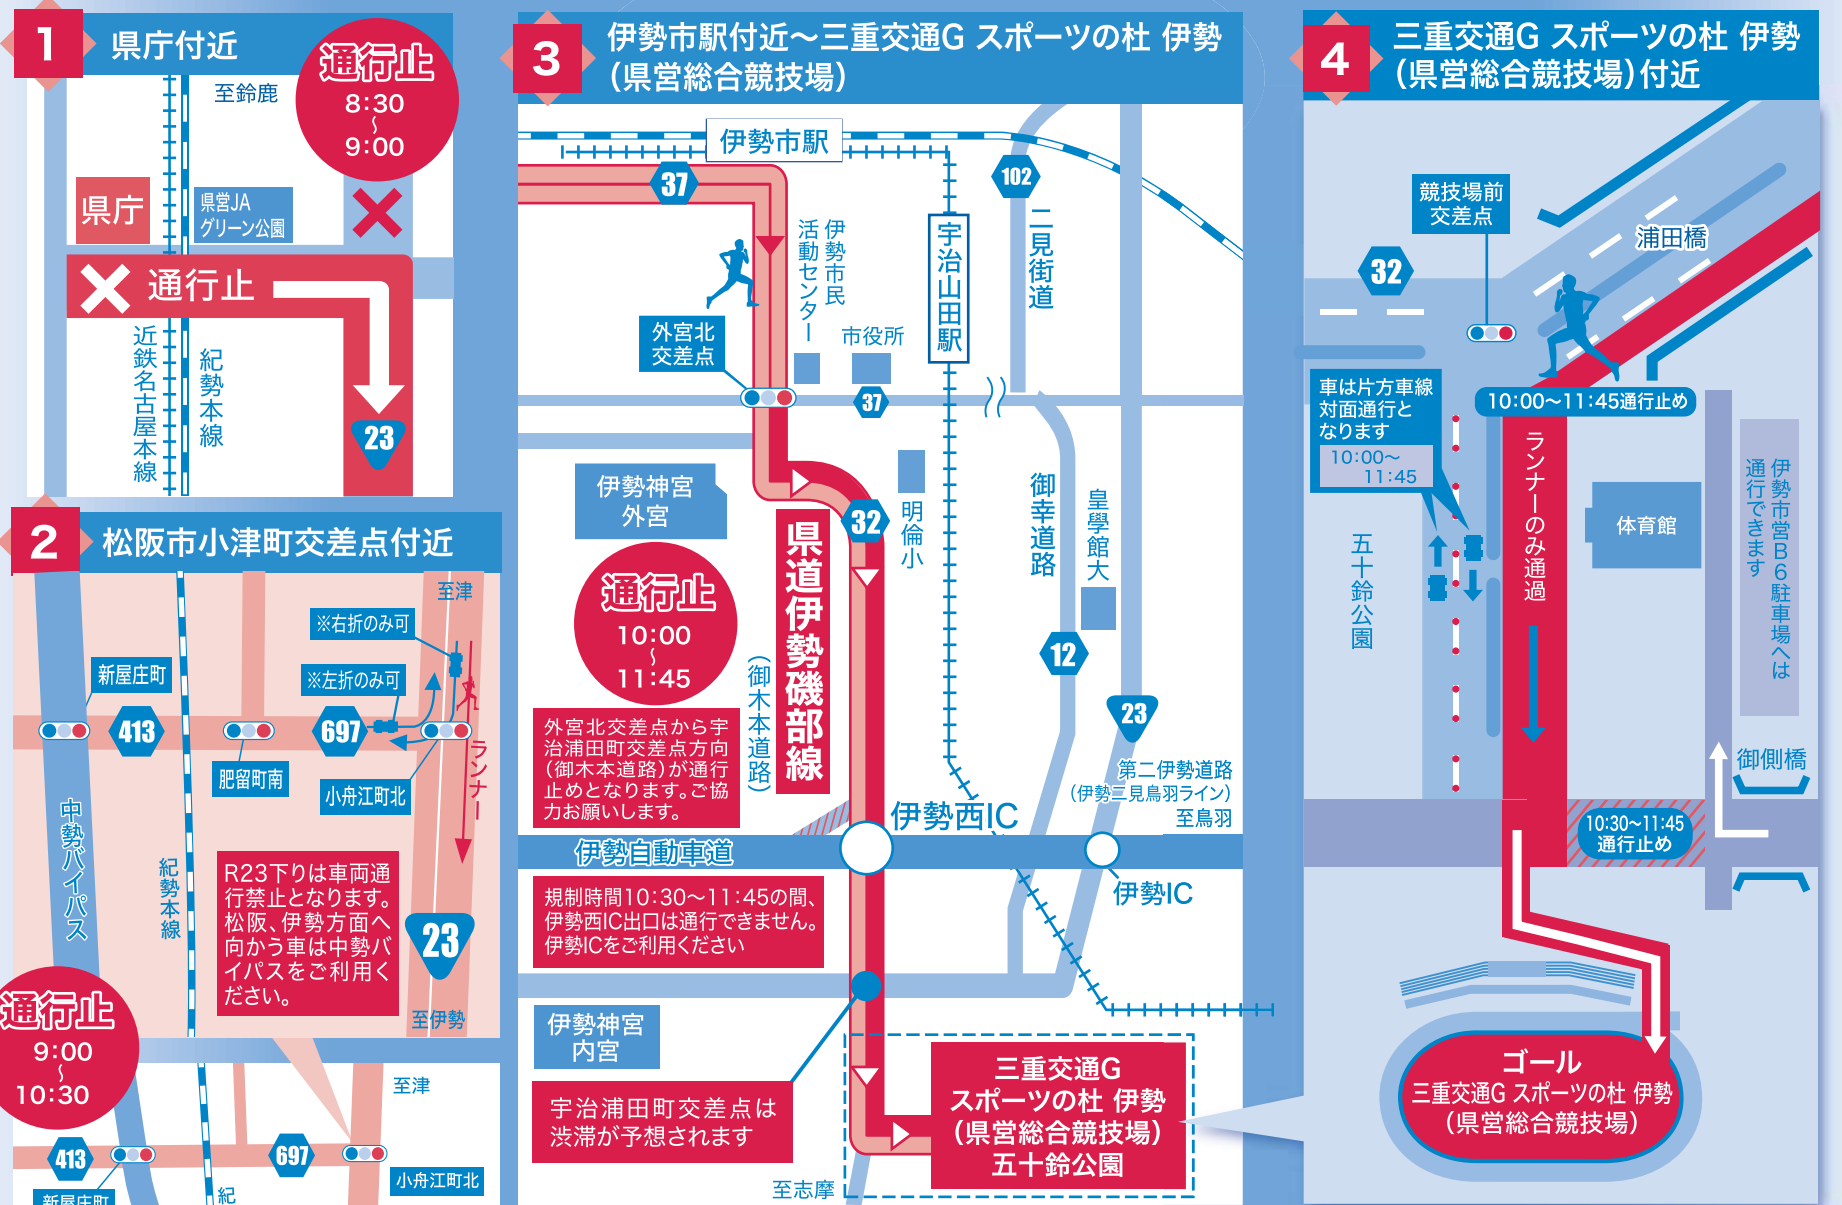 1
県庁付近
通行止
8:30
〜
9:00
至鈴鹿
県庁
県営JA
グリーン公園
通行止
近鉄名古屋本線
紀勢本線
23
2
松阪市小津町交差点付近
至津
※右折のみ可
新屋庄町
※左折のみ可
413
697
肥留町南
小舟江町北
ランナー
中勢バイパス
紀勢本線
R23下りは車両通
行禁止となります。
松阪、伊勢方面へ
向かう車は中勢バ
イパスをご利用く
ださい。
23
至伊勢
通行止
9:00
〜
10:30
至津
413
697
小舟江町北
新屋庄町
紀
3
伊勢市駅付近〜三重交通G スポーツの杜 伊勢
（県営総合競技場）
伊勢市駅
37
102
伊勢市民
活動センター
宇治山田駅
二見街道
外宮北
交差点
市役所
37
伊勢神宮
外宮
32
明倫小
御幸道路
皇學館大
県道伊勢磯部線
（御木本道路）
通行止
10:00
〜
11:45
12
23
外宮北交差点から宇
治浦田町交差点方向
（御木本道路）が通行
止めとなります。ご協
力お願いします。
第二伊勢道路
（伊勢二見鳥羽ライン）
至鳥羽
伊勢西IC
伊勢自動車道
伊勢IC
規制時間10:30〜11:45の間、
伊勢西IC出口は通行できません。
伊勢ICをご利用ください
伊勢神宮
内宮
宇治浦田町交差点は
渋滞が予想されます
三重交通G
スポーツの杜 伊勢
（県営総合競技場）
五十鈴公園
至志摩
4
三重交通G スポーツの杜 伊勢
（県営総合競技場）付近
競技場前
交差点
浦田橋
32
車は片方車線
対面通行と
なります
10:00〜
11:45
10:00〜11:45通行止め
ランナーのみ通過
体育館
伊勢市営B6駐車場へは
通行できます
五十鈴公園
御側橋
10:30〜11:45
通行止め
ゴール
三重交通G スポーツの杜 伊勢
（県営総合競技場）